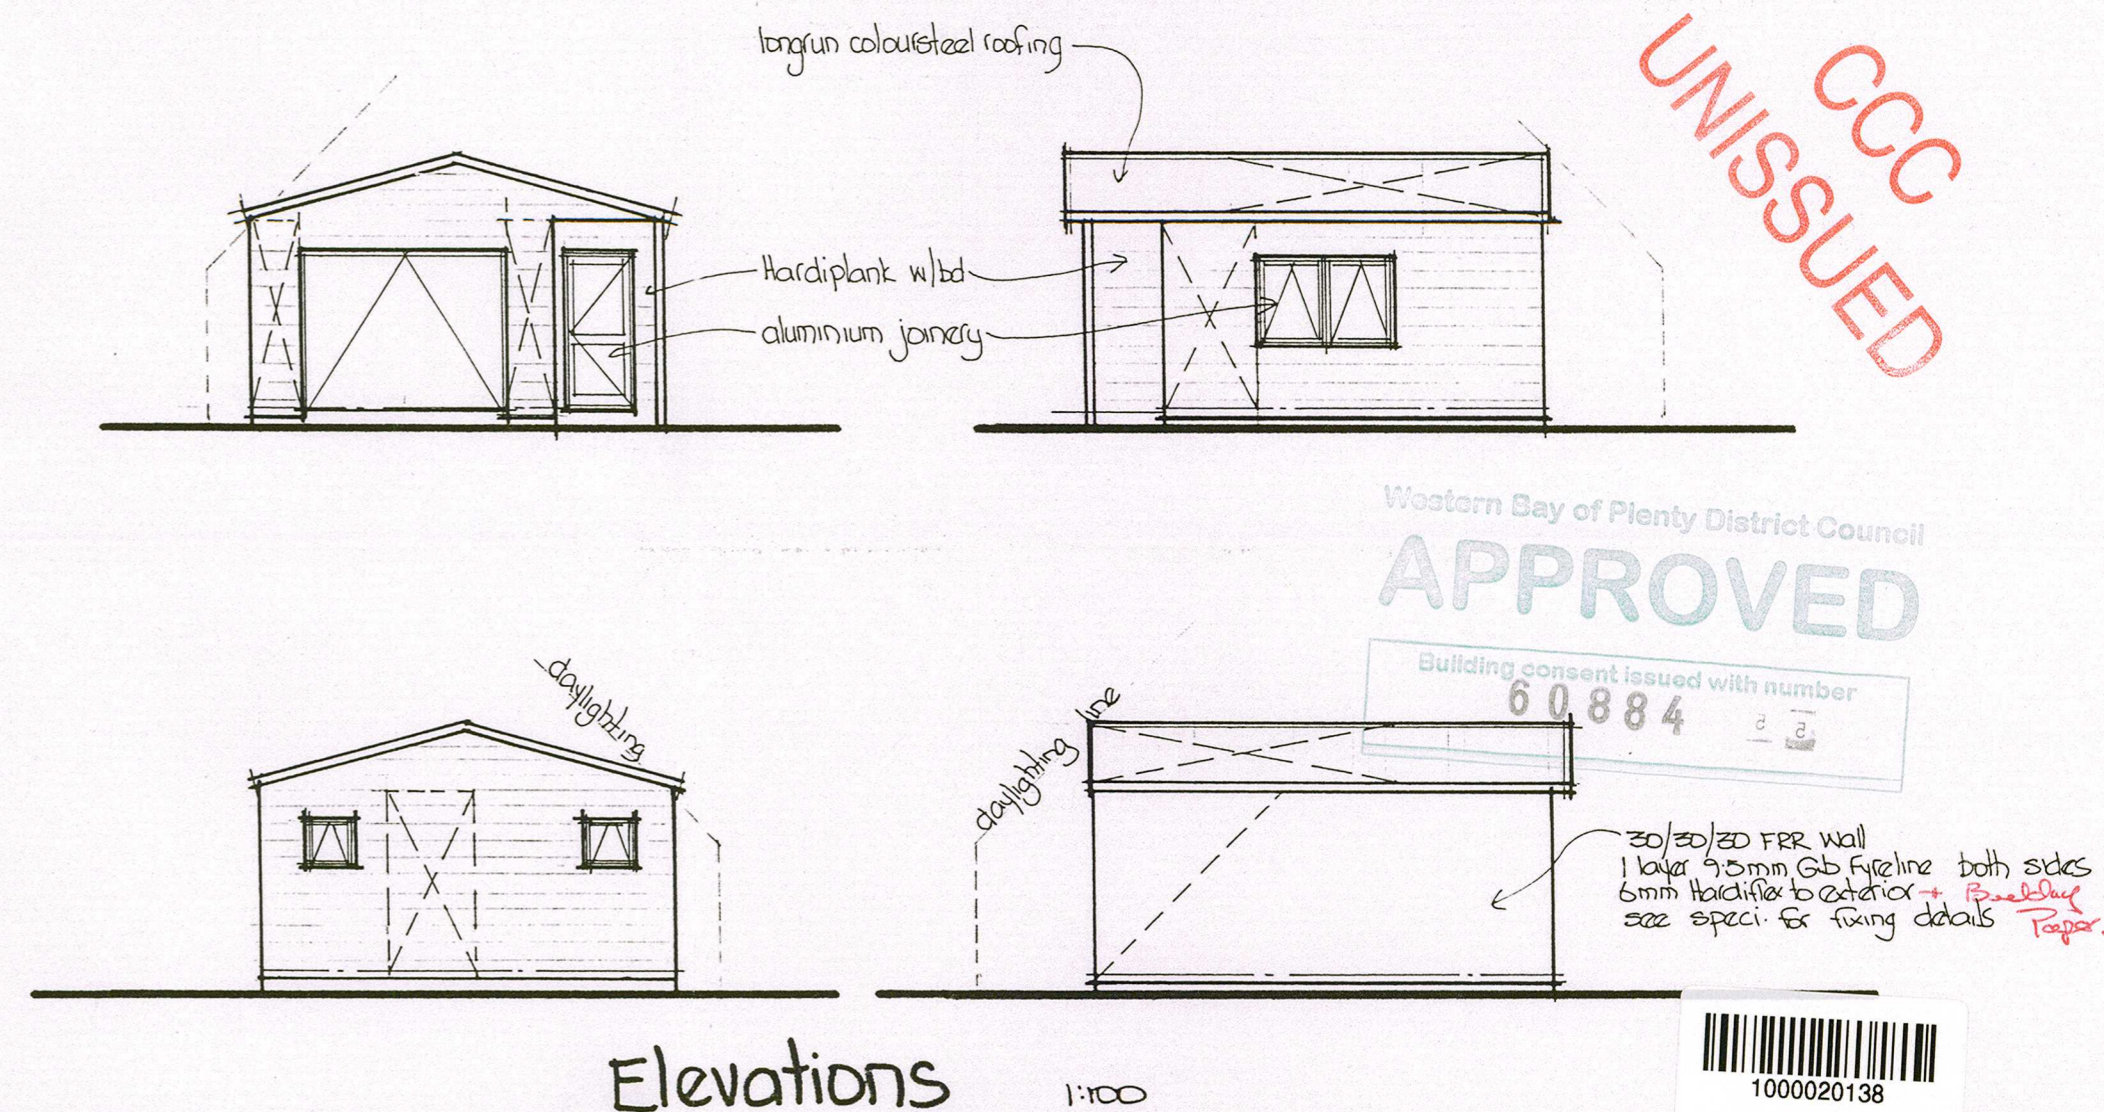 longrun coloursteel roofing
CCC
UNISSUED
Hardiplank w/bd
aluminium joinery
Western Bay of Plenty District Council
APPROVED
Building consent issued with number
60884
daylighting
daylighting line
30/30/30 FRR Wall
1 layer 9.5mm Gib Fyreline both sides
6mm Hardiflex to exterior + Building
see speci. for fixing details Paper.
Elevations 1:100
1000020138